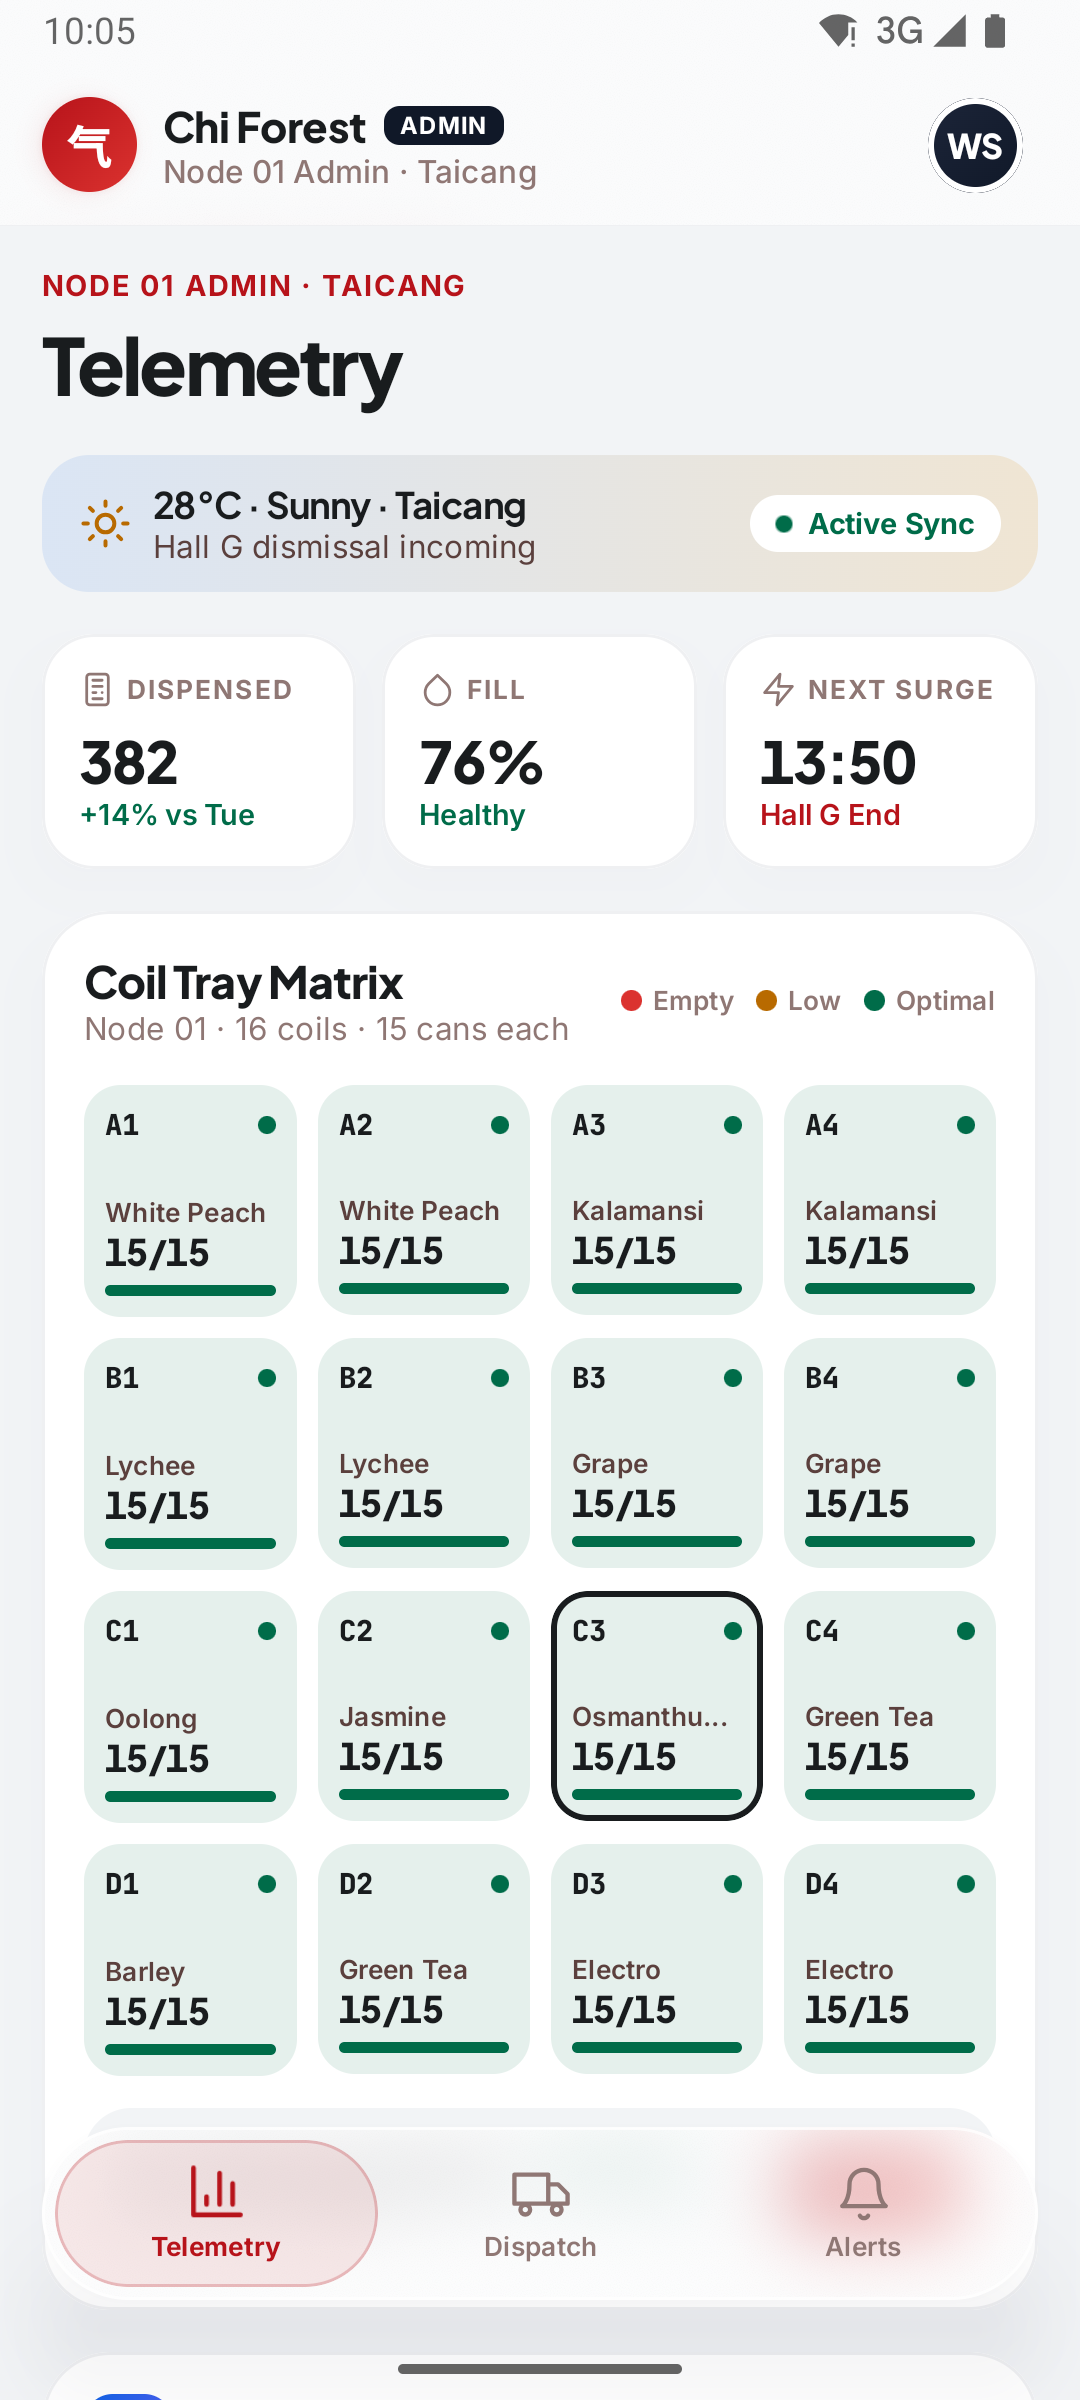 10:05
3G
气
Chi Forest
ADMIN
WS
Node 01 Admin · Taicang
NODE 01 ADMIN · TAICANG
Telemetry
28°C · Sunny · Taicang
Hall G dismissal incoming
Active Sync
DISPENSED
382
+14% vs Tue
FILL
76%
Healthy
NEXT SURGE
13:50
Hall G End
Coil Tray Matrix
Node 01 · 16 coils · 15 cans each
Empty
Low
Optimal
A1
White Peach
15/15
A2
White Peach
15/15
A3
Kalamansi
15/15
A4
Kalamansi
15/15
B1
Lychee
15/15
B2
Lychee
15/15
B3
Grape
15/15
B4
Grape
15/15
C1
Oolong
15/15
C2
Jasmine
15/15
C3
Osmanthu...
15/15
C4
Green Tea
15/15
D1
Barley
15/15
D2
Green Tea
15/15
D3
Electro
15/15
D4
Electro
15/15
Telemetry
Dispatch
Alerts